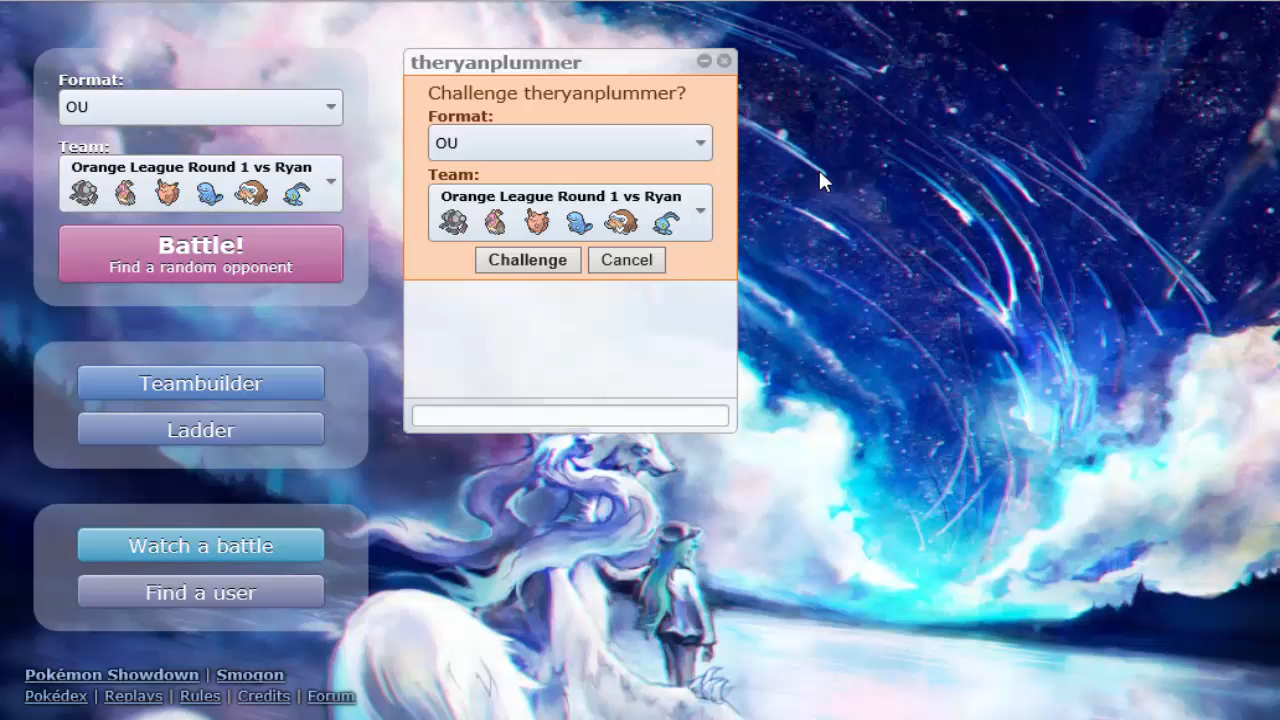 Format:
OU
Team:
Orange League Round 1 vs Ryan
Battle!
Find a random opponent
Teambuilder
Ladder
Watch a battle
Find a user
Pokémon Showdown | Smogon
Pokédex | Replays | Rules | Credits | Forum
theryanplummer
Challenge theryanplummer?
Format:
OU
Team:
Orange League Round 1 vs Ryan
Challenge Cancel